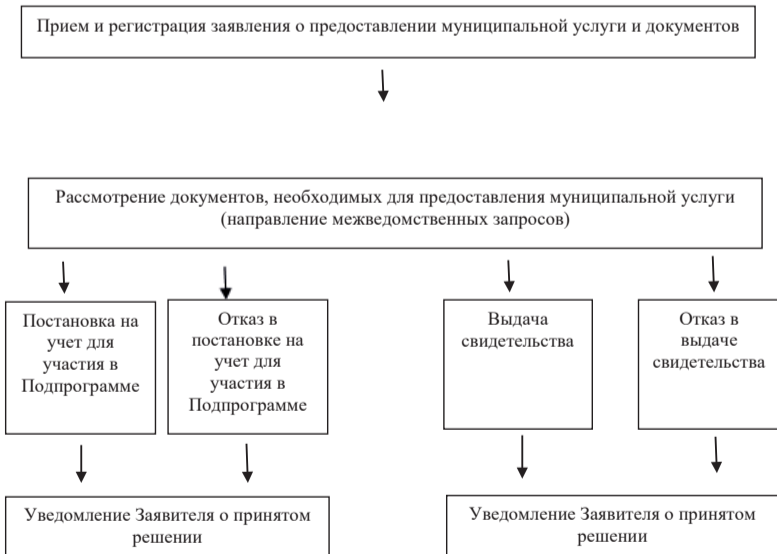 Прием и регистрация заявления о предоставлении муниципальной услуги и документов
Рассмотрение документов, необходимых для предоставления муниципальной услуги
(направление межведомственных запросов)
Постановка на
учет для
участия в
Подпрограмме
Отказ в
постановке на
учет для
участия в
Подпрограмме
Выдача
свидетельства
Отказ в
выдаче
свидетельства
Уведомление Заявителя о принятом
решении
Уведомление Заявителя о принятом
решении